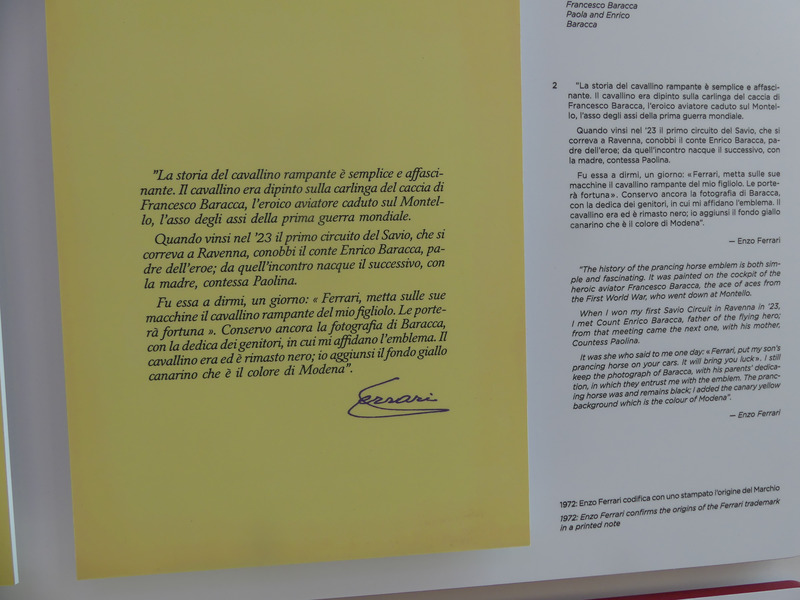 "La storia del cavallino rampante è semplice e affasci-
nante. Il cavallino era dipinto sulla carlinga del caccia di
Francesco Baracca, l'eroico aviatore caduto sul Montel-
lo, l'asso degli assi della prima guerra mondiale.
Quando vinsi nel '23 il primo circuito del Savio, che si
correva a Ravenna, conobbi il conte Enrico Baracca, pa-
dre dell'eroe; da quell'incontro nacque il successivo, con
la madre, contessa Paolina.
Fu essa a dirmi, un giorno: « Ferrari, metta sulle sue
macchine il cavallino rampante del mio figliolo. Le porte-
rà fortuna ». Conservo ancora la fotografia di Baracca,
con la dedica dei genitori, in cui mi affidano l'emblema. Il
cavallino era ed è rimasto nero; io aggiunsi il fondo giallo
canarino che è il colore di Modena".
Ferrari
Francesco Baracca
Paola and Enrico
Baracca
2 "La storia del cavallino rampante è semplice e affasci-
nante. Il cavallino era dipinto sulla carlinga del caccia di
Francesco Baracca, l'eroico aviatore caduto sul Montel-
lo, l'asso degli assi della prima guerra mondiale.
Quando vinsi nel '23 il primo circuito del Savio, che si
correva a Ravenna, conobbi il conte Enrico Baracca, pa-
dre dell'eroe; da quell'incontro nacque il successivo, con
la madre, contessa Paolina.
Fu essa a dirmi, un giorno: «Ferrari, metta sulle sue
macchine il cavallino rampante del mio figliolo. Le porte-
rà fortuna». Conservo ancora la fotografia di Baracca,
con la dedica dei genitori, in cui mi affidano l'emblema. Il
cavallino era ed è rimasto nero; io aggiunsi il fondo giallo
canarino che è il colore di Modena".
— Enzo Ferrari
"The history of the prancing horse emblem is both sim-
ple and fascinating. It was painted on the cockpit of the
heroic aviator Francesco Baracca, the ace of aces from
the First World War, who went down at Montello.
When I won my first Savio Circuit in Ravenna in '23,
I met Count Enrico Baracca, father of the flying hero;
from that meeting came the next one, with his mother,
Countess Paolina.
It was she who said to me one day: «Ferrari, put my son's
prancing horse on your cars. It will bring you luck». I still
keep the photograph of Baracca, with his parents' dedica-
tion, in which they entrust me with the emblem. The pranc-
ing horse was and remains black; I added the canary yellow
background which is the colour of Modena".
— Enzo Ferrari
1972: Enzo Ferrari codifica con uno stampato l'origine del Marchio
1972: Enzo Ferrari confirms the origins of the Ferrari trademark
in a printed note